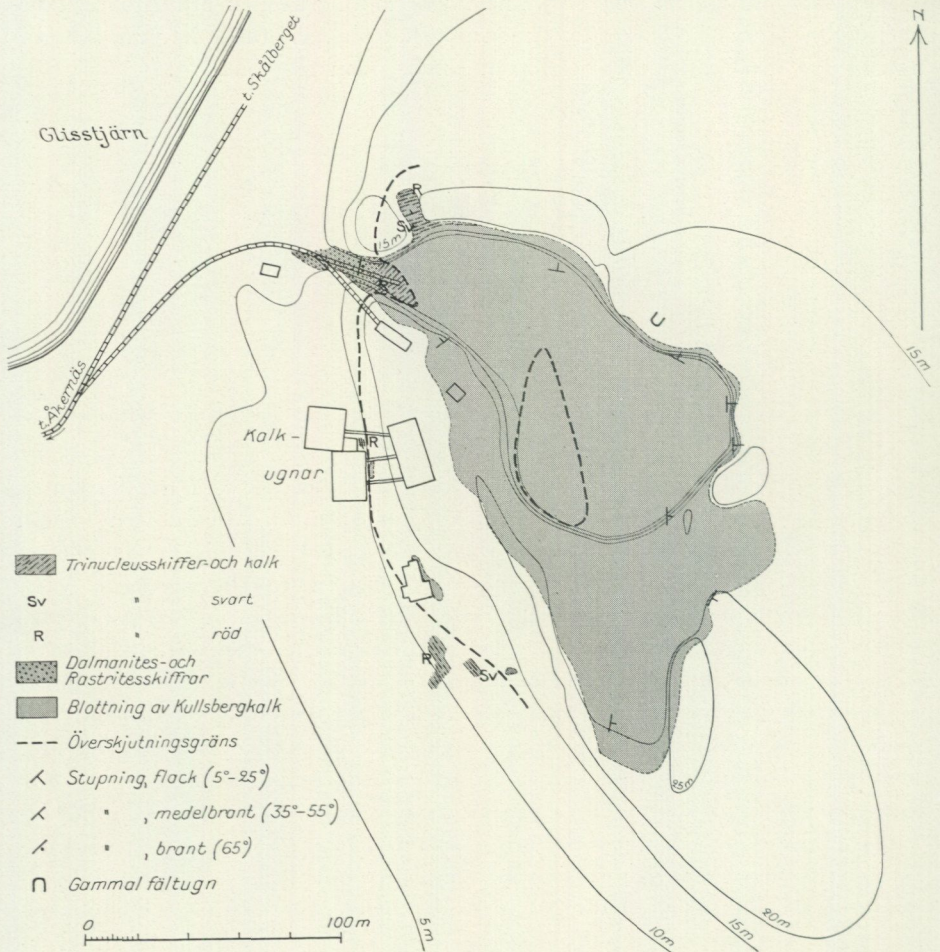 N
t. Skålberget
Glisstjärn
R
Sv
15m
R
15m
t. Åkernäs
Kalk-
R
ugnar
Trinucleusskiffer-och kalk
Sv " svart
R " röd
Dalmanites-och
Rastritesskiffrar
R
Sv
Blottning av Kullsbergkalk
Överskjutningsgräns
Stupning, flack (5°-25°)
25m
" , medelbrant (35°-55°)
" , brant (65°)
Gammal fältugn
0 100m
5m
10m
15m
20m